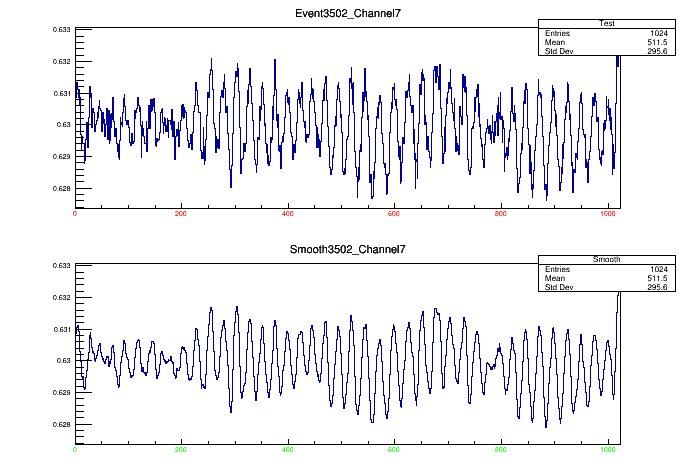 Event3502_Channel7
Test
Entries 1024
Mean 511.5
Std Dev 295.6
0.633
0.632
0.631
0.63
0.629
0.628
0 200 400 600 800 1000
Smooth3502_Channel7
Smooth
Entries 1024
Mean 511.5
Std Dev 295.6
0.633
0.632
0.631
0.63
0.629
0.628
0 200 400 600 800 1000